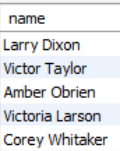 name
Larry Dixon
Victor Taylor
Amber Obrien
Victoria Larson
Corey Whitaker